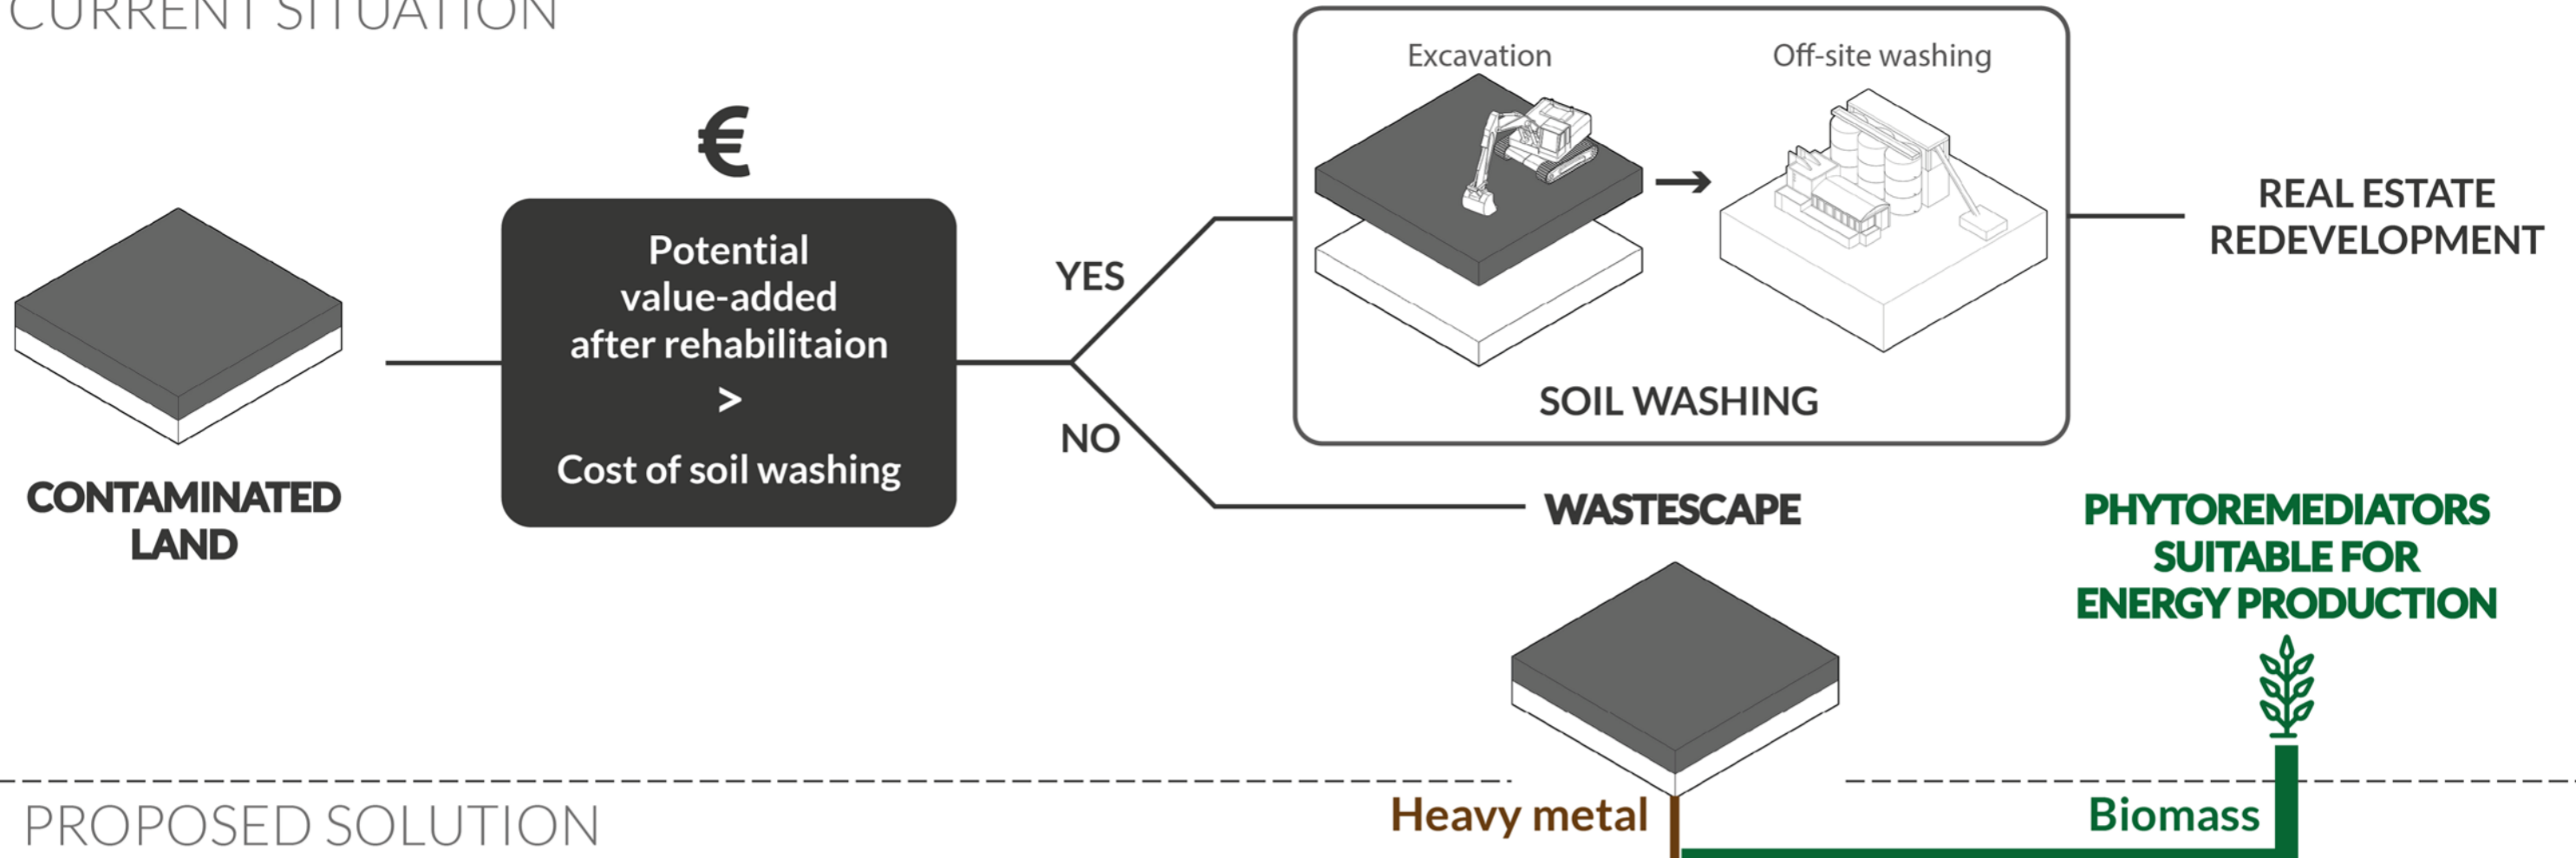 CURRENT SITUATION
Excavation
Off-site washing
€
Potential
value-added
after rehabilitaion
>
Cost of soil washing
YES
NO
SOIL WASHING
REAL ESTATE
REDEVELOPMENT
CONTAMINATED
LAND
WASTESCAPE
PHYTOREMEDIATORS
SUITABLE FOR
ENERGY PRODUCTION
PROPOSED SOLUTION
Heavy metal
Biomass